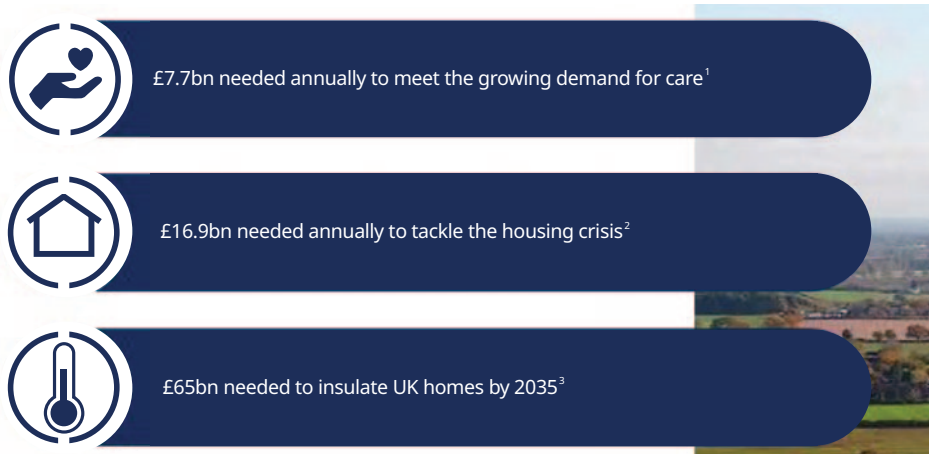 £7.7bn needed annually to meet the growing demand for care¹
£16.9bn needed annually to tackle the housing crisis²
£65bn needed to insulate UK homes by 2035³